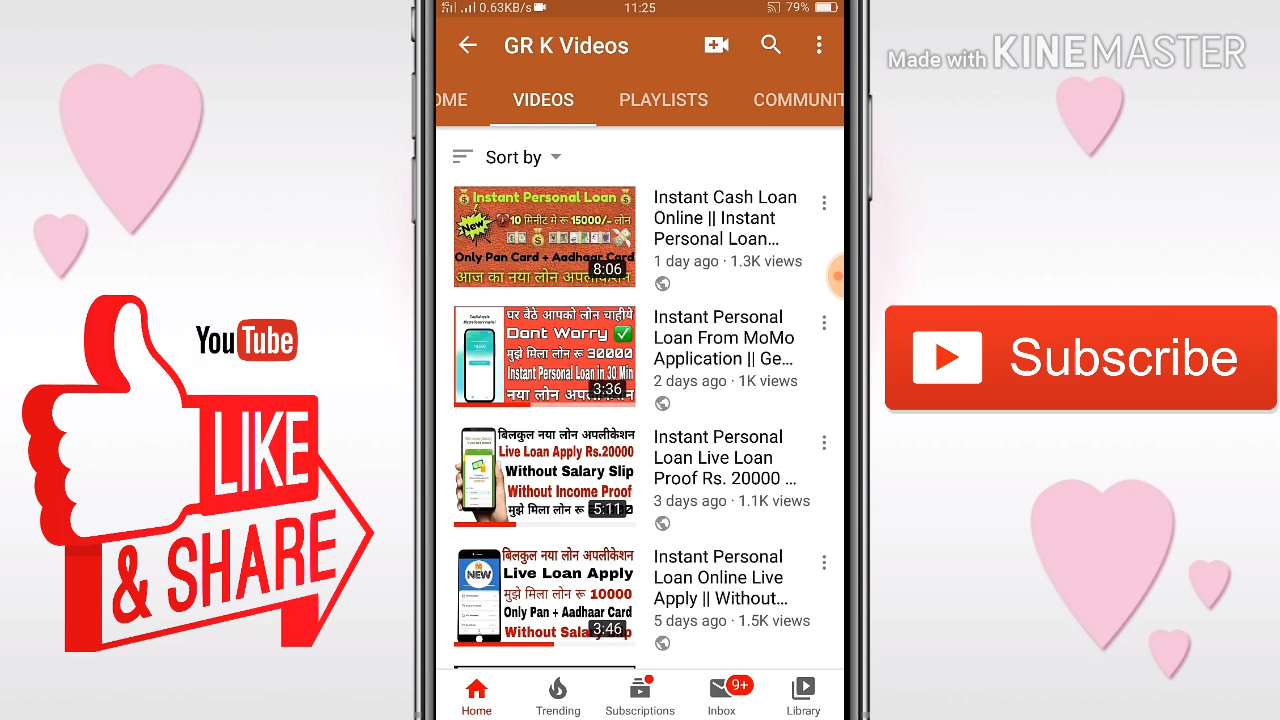 0.63KB/s
11:25
79%
GR K Videos
Made with KINEMASTER
OME
VIDEOS
PLAYLISTS
COMMUNIT
Sort by
Instant Personal Loan
New
10 मिनीट मे रू 15000/- लोन
Only Pan Card + Aadhaar Card
आज का नया लोन अपलीकेशन
8:06
Instant Cash Loan
Online || Instant
Personal Loan...
1 day ago · 1.3K views
घर बैठे आपको लोन चाहीये
Dont Worry
मुझे मिला लोन रू 30000
Instant Personal Loan in 30 Min
नया लोन अपलीकेशन
3:36
Instant Personal
Loan From MoMo
Application || Ge...
2 days ago · 1K views
बिलकुल नया लोन अपलीकेशन
Live Loan Apply Rs.20000
Without Salary Slip
Without Income Proof
मुझे मिला लोन रू
5:11
Instant Personal
Loan Live Loan
Proof Rs. 20000 ...
3 days ago · 1.1K views
बिलकुल नया लोन अपलीकेशन
NEW
Live Loan Apply
मुझे मिला लोन रू 10000
Only Pan + Aadhaar Card
Without Salary Slip
3:46
Instant Personal
Loan Online Live
Apply || Without...
5 days ago · 1.5K views
Home
Trending
Subscriptions
Inbox
9+
Library
YouTube
LIKE
& SHARE
Subscribe